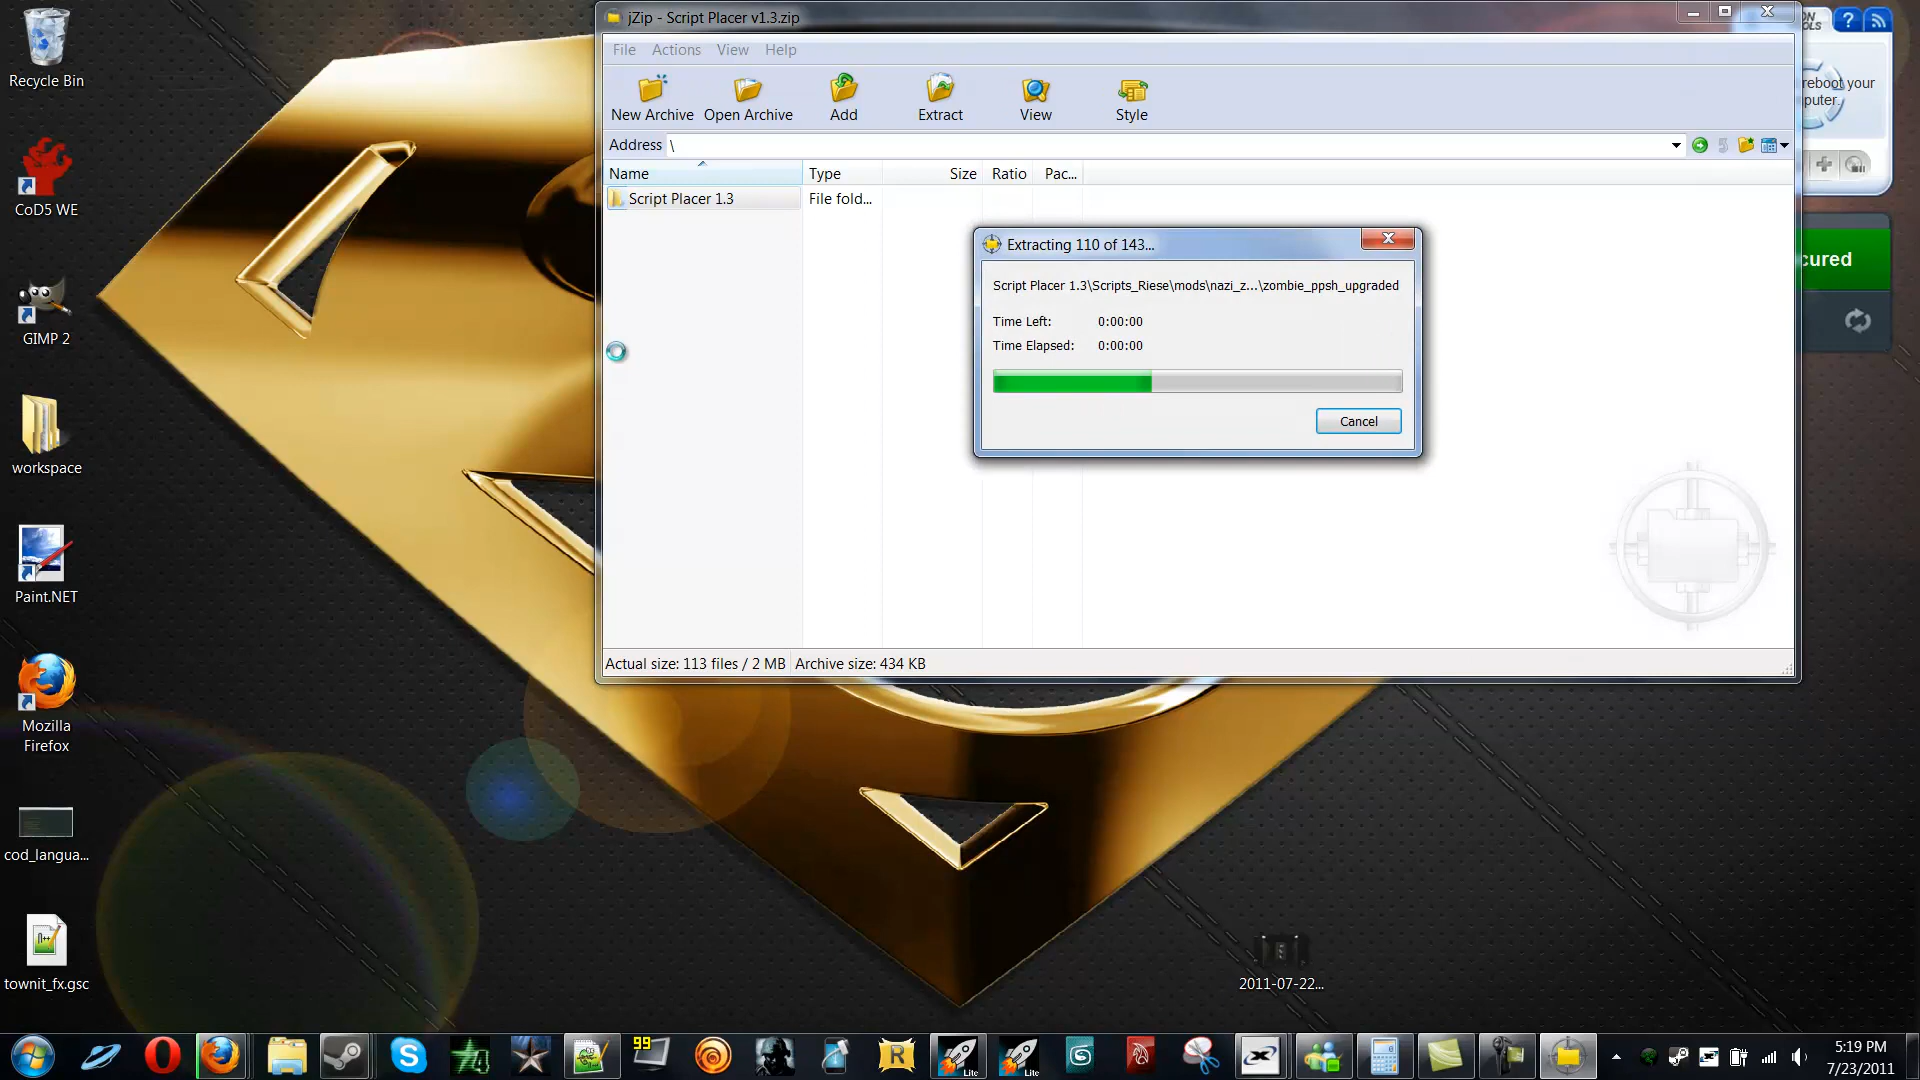 Recycle Bin
CoD5 WE
GIMP 2
workspace
Paint.NET
Mozilla
Firefox
cod_langua...
townit_fx.gsc
jZip - Script Placer v1.3.zip
File Actions View Help
New Archive Open Archive Add Extract View Style
Address \
Name Type Size Ratio Pac...
Script Placer 1.3 File fold...
Extracting 110 of 143...
Script Placer 1.3\Scripts_Riese\mods\nazi_z...\zombie_ppsh_upgraded
Time Left: 0:00:00
Time Elapsed: 0:00:00
Cancel
Actual size: 113 files / 2 MB Archive size: 434 KB
reboot your
puter.
cured
2011-07-22...
99
Lite
Lite
5:19 PM
7/23/2011